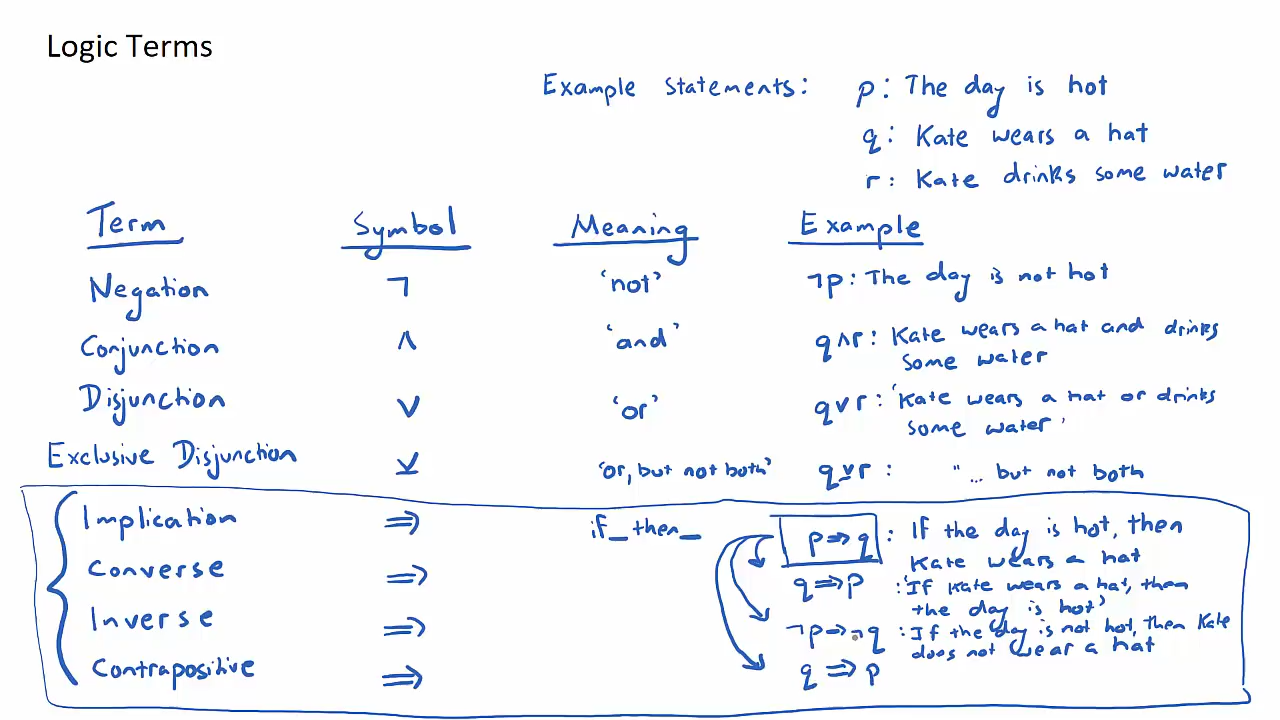 Logic Terms
Example statements: p: The day is hot
q: Kate wears a hat
r: Kate drinks some water
Term Symbol Meaning Example
Negation ¬ 'not' ¬p: The day is not hot
Conjunction ∧ 'and' q∧r: Kate wears a hat and drinks
some water
Disjunction ∨ 'or' q∨r: 'Kate wears a hat or drinks
some water'
Exclusive Disjunction ⊻ 'or, but not both' q⊻r: "... but not both
Implication ⇒ if _ then _ p⇒q : If the day is hot, then
Kate wears a hat
Converse ⇒ q⇒p : 'If Kate wears a hat, then
the day is hot'
Inverse ⇒ ¬p⇒¬q : If the day is not hot, then Kate
does not wear a hat
Contrapositive ⇒ q⇒p